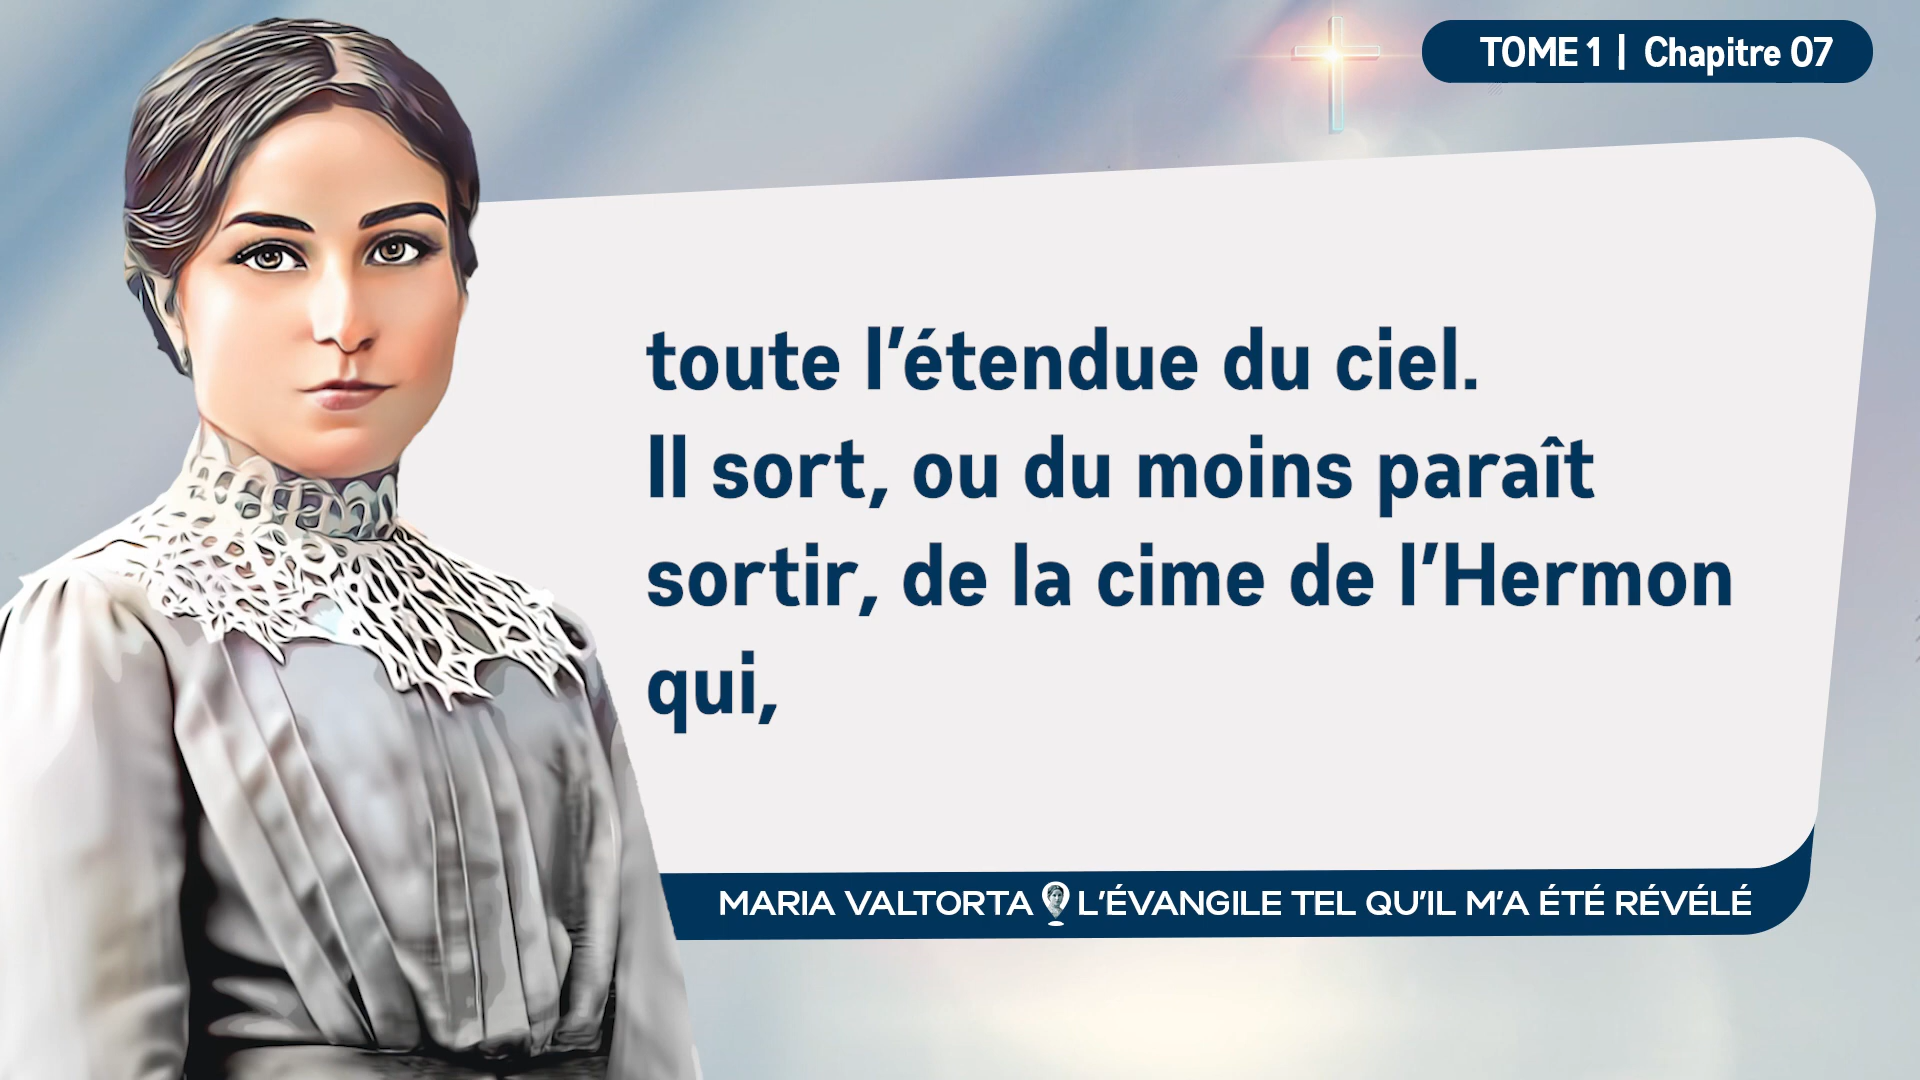 TOME 1 | Chapitre 07
toute l’étendue du ciel.
Il sort, ou du moins paraît
sortir, de la cime de l’Hermon
qui,
MARIA VALTORTA L’ÉVANGILE TEL QU’IL M’A ÉTÉ RÉVÉLÉ